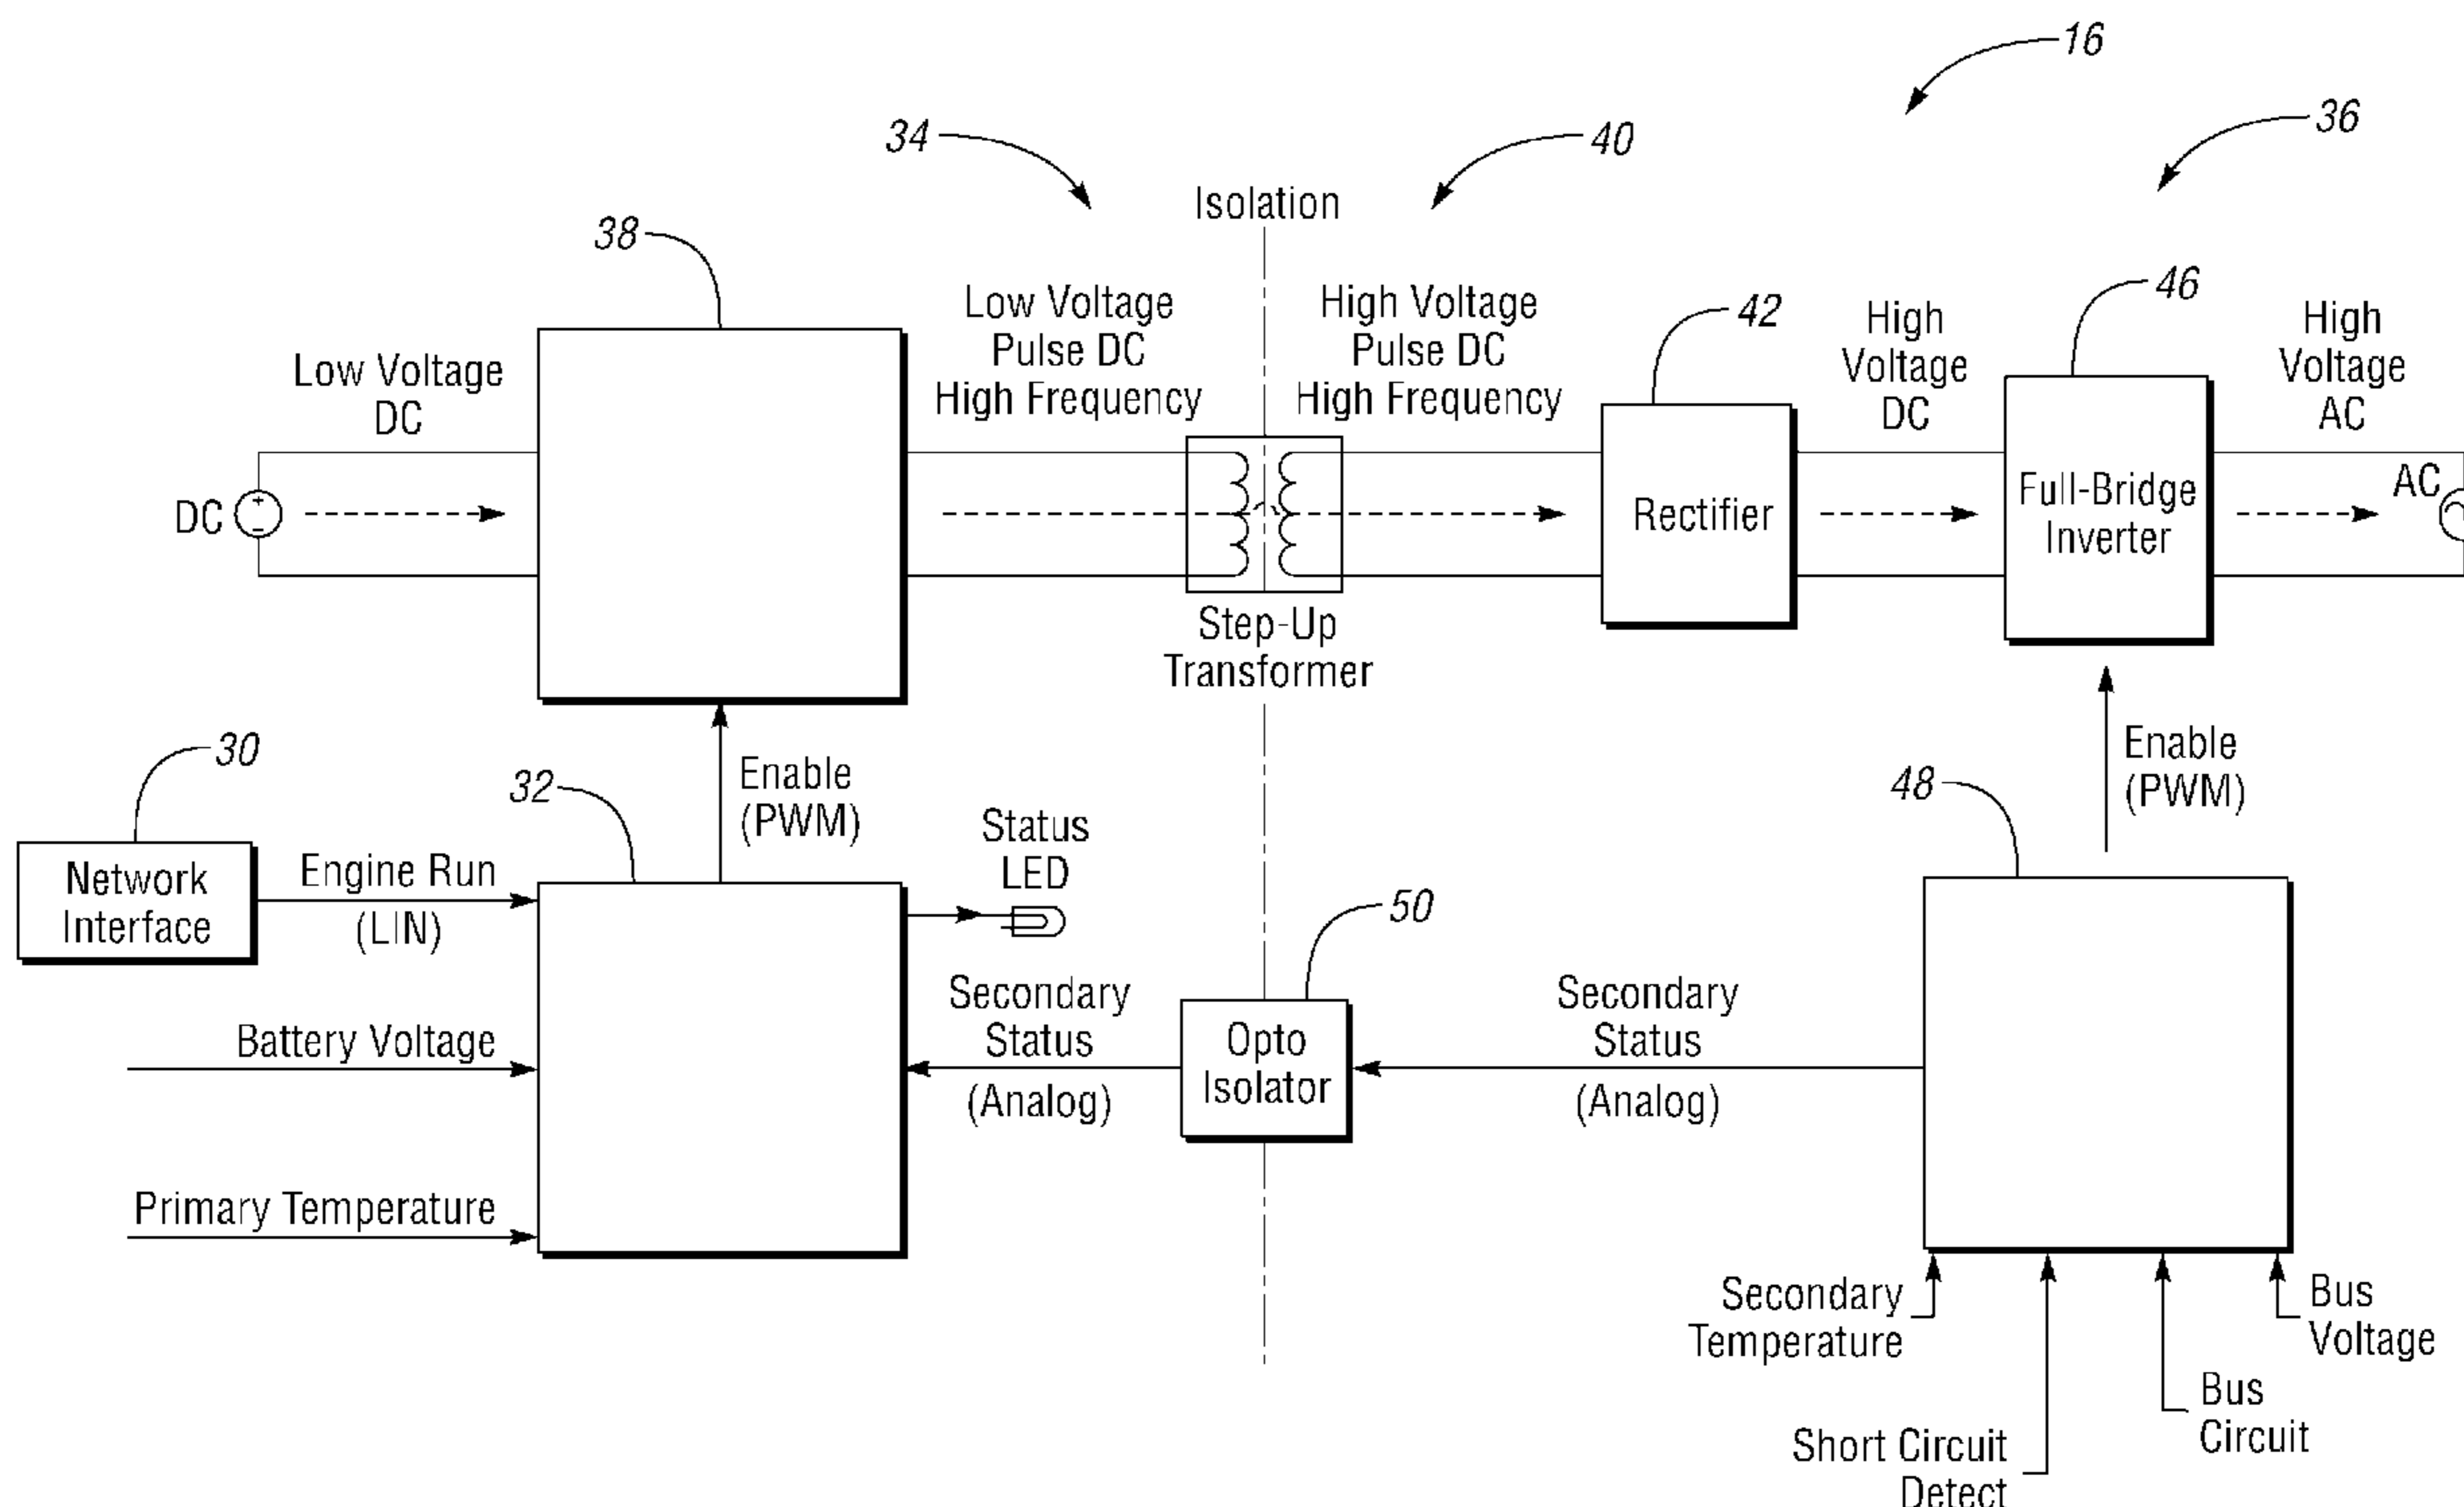 16
34
40
36
Isolation
38
46
42
Low Voltage
Pulse DC
High Frequency
High Voltage
Pulse DC
High Frequency
High
Voltage
DC
High
Voltage
AC
Low Voltage
DC
DC
+
−
Rectifier
Full-Bridge
Inverter
AC
Step-Up
Transformer
30
32
Enable
(PWM)
48
Enable
(PWM)
Network
Interface
Engine Run
(LIN)
Status
LED
50
Battery Voltage
Secondary
Status
(Analog)
Opto
Isolator
Secondary
Status
(Analog)
Primary Temperature
Secondary
Temperature
Bus
Voltage
Short Circuit
Detect
Bus
Circuit